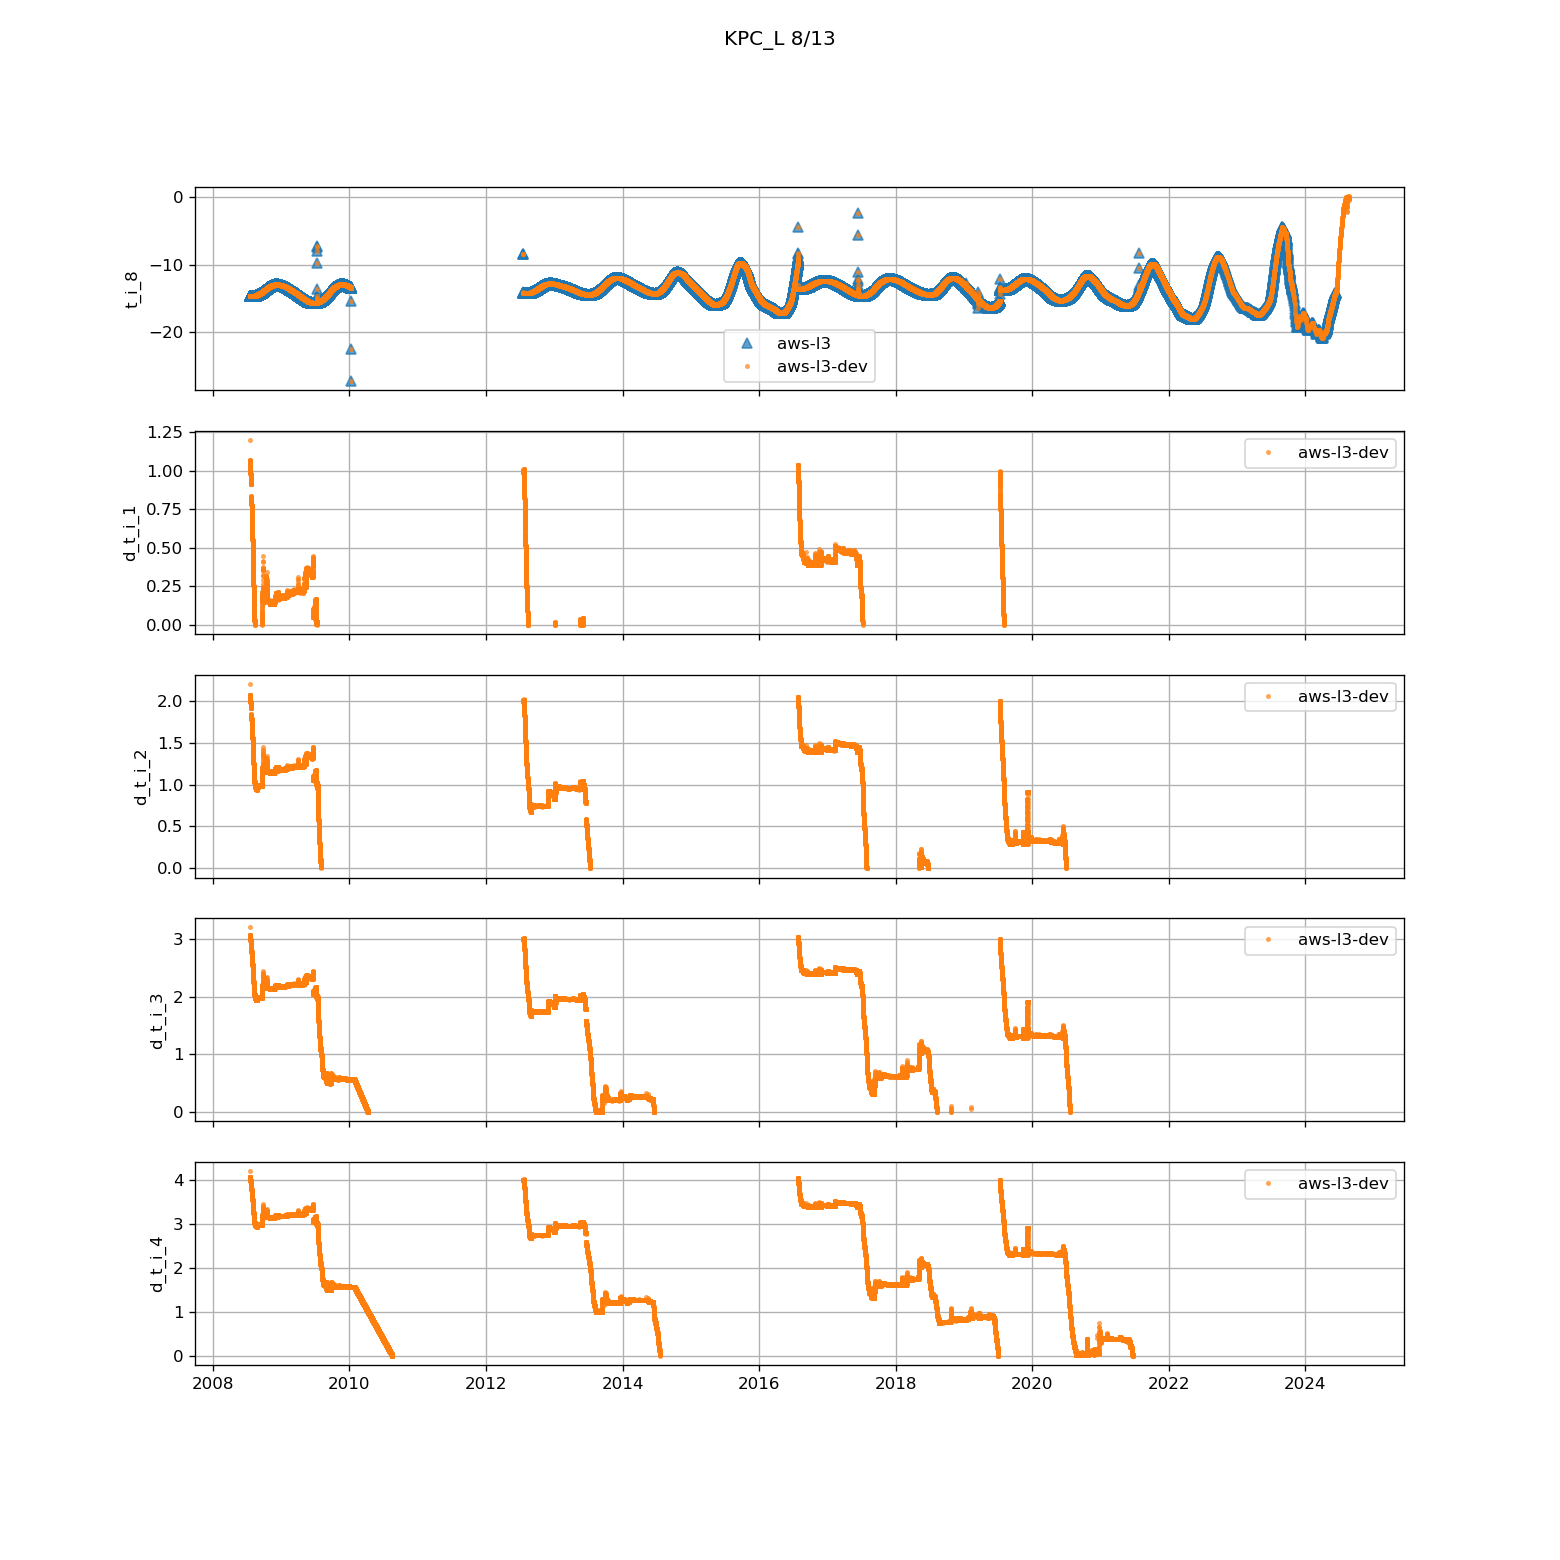 KPC_L 8/13
0
−10
−20
t_i_8
aws-l3
aws-l3-dev
1.25
1.00
0.75
0.50
0.25
0.00
d_t_i_1
aws-l3-dev
2.0
1.5
1.0
0.5
0.0
d_t_i_2
aws-l3-dev
3
2
1
0
d_t_i_3
aws-l3-dev
4
3
2
1
0
d_t_i_4
aws-l3-dev
2008 2010 2012 2014 2016 2018 2020 2022 2024